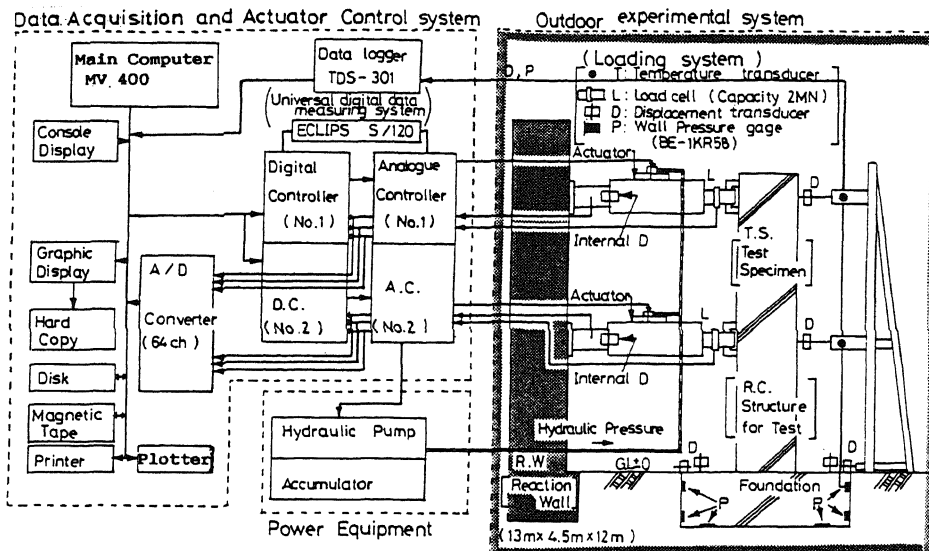 Data Acquisition and Actuator Control system
Main Computer
MV. 400
Data logger
TDS-301
(Universal digital data
measuring system)
ECLIPS S/120
Console
Display
Digital
Controller
(No.1)
Analogue
Controller
(No.1)
Graphic
Display
A/D
Converter
(64ch)
D.C.
(No.2)
A.C.
(No.2)
Hard
Copy
Disk
Magnetic
Tape
Printer
Plotter
Hydraulic Pump
Accumulator
Power Equipment
Outdoor experimental system
(Loading system)
D, P
T: Temperature transducer
L: Load cell (Capacity 2MN)
D: Displacement transducer
P: Wall Pressure gage
(BE-1KR5B)
Actuator
L
D
Internal D
T.S.
Test
Specimen
Actuator
L
D
Internal D
R.C.
Structure
for Test
Hydraulic Pressure
R.W
GL±0
D
D
Reaction
Wall
Foundation
P
P
(13m x 4.5m x 12m)